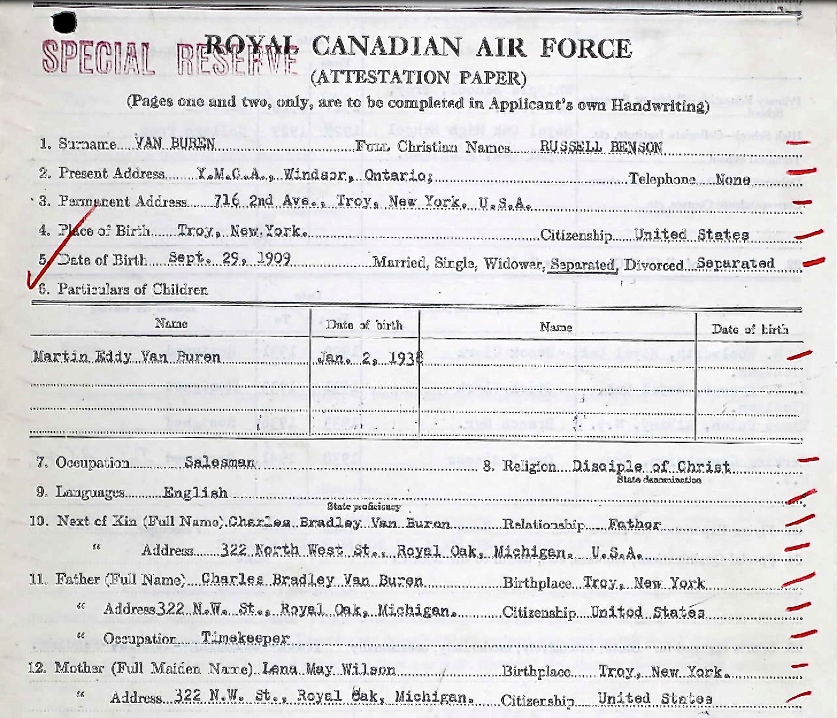 SPECIAL RESERVE
ROYAL CANADIAN AIR FORCE
(ATTESTATION PAPER)
(Pages one and two, only, are to be completed in Applicant's own Handwriting)
1. Surname VAN BUREN Full Christian Names RUSSELL BENSON
2. Present Address Y.M.C.A., Windsor, Ontario; Telephone None
3. Permanent Address 716 2nd Ave., Troy, New York, U.S.A.
4. Place of Birth Troy, New York. Citizenship United States
5. Date of Birth Sept. 29, 1909 Married, Single, Widower, Separated, Divorced Separated
6. Particulars of Children
Name Date of birth Name Date of birth
Martin Eddy Van Buren Jan. 2, 1938
7. Occupation Salesman 8. Religion Disciple of Christ
State denomination
9. Languages English
State proficiency
10. Next of Kin (Full Name) Charles Bradley Van Buren Relationship Father
" Address 322 North West St., Royal Oak, Michigan. U.S.A.
11. Father (Full Name) Charles Bradley Van Buren Birthplace Troy, New York
" Address 322 N.W. St., Royal Oak, Michigan. Citizenship United States
" Occupation Timekeeper
12. Mother (Full Maiden Name) Lena May Wilson Birthplace Troy, New York.
" Address 322 N.W. St., Royal Oak, Michigan. Citizenship United States